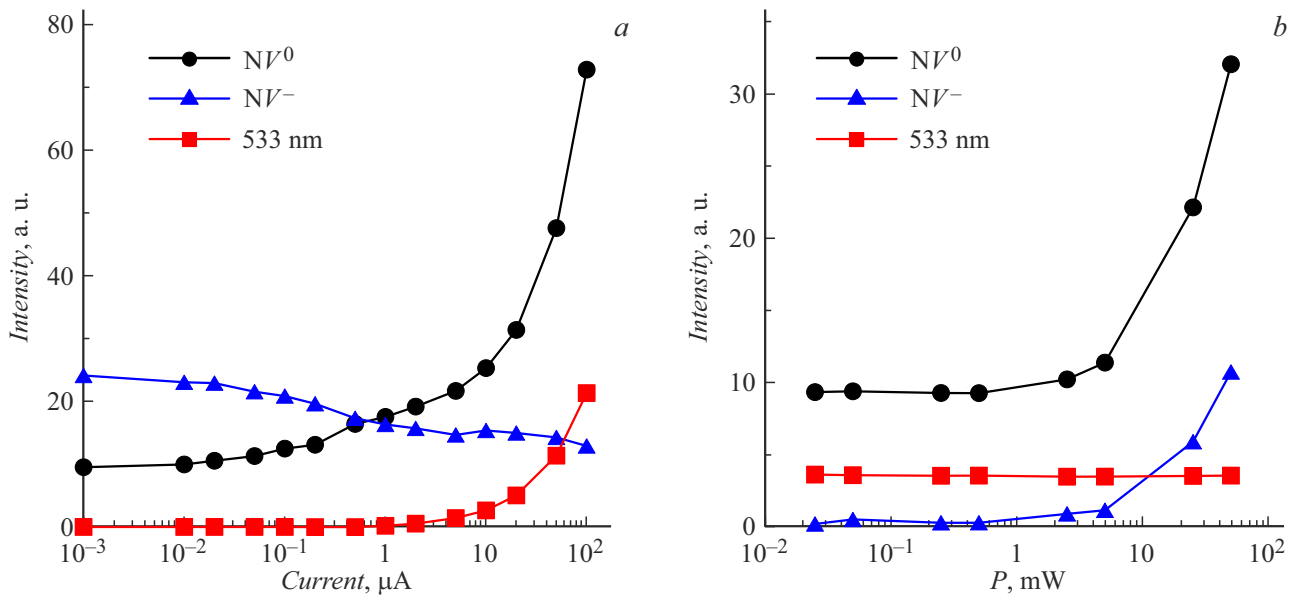 a
NV⁰
NV⁻
533 nm
Intensity, a. u.
80
60
40
20
0
10⁻³
10⁻²
10⁻¹
1
10
10²
Current, μA
b
NV⁰
NV⁻
533 nm
Intensity, a. u.
30
20
10
0
10⁻²
10⁻¹
1
10
10²
P, mW